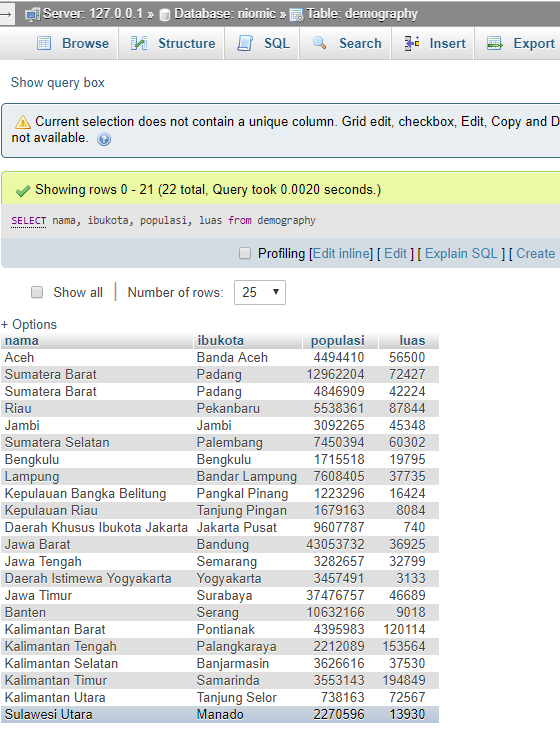 Server: 127.0.0.1 » Database: niomic » Table: demography
Browse Structure SQL Search Insert Export
Show query box
Current selection does not contain a unique column. Grid edit, checkbox, Edit, Copy and D
not available.
Showing rows 0 - 21 (22 total, Query took 0.0020 seconds.)
SELECT nama, ibukota, populasi, luas from demography
Profiling [Edit inline] [ Edit ] [ Explain SQL ] [ Create
Show all | Number of rows: 25
+ Options
nama ibukota populasi luas
Aceh Banda Aceh 4494410 56500
Sumatera Barat Padang 12962204 72427
Sumatera Barat Padang 4846909 42224
Riau Pekanbaru 5538361 87844
Jambi Jambi 3092265 45348
Sumatera Selatan Palembang 7450394 60302
Bengkulu Bengkulu 1715518 19795
Lampung Bandar Lampung 7608405 37735
Kepulauan Bangka Belitung Pangkal Pinang 1223296 16424
Kepulauan Riau Tanjung Pingan 1679163 8084
Daerah Khusus Ibukota Jakarta Jakarta Pusat 9607787 740
Jawa Barat Bandung 43053732 36925
Jawa Tengah Semarang 3282657 32799
Daerah Istimewa Yogyakarta Yogyakarta 3457491 3133
Jawa Timur Surabaya 37476757 46689
Banten Serang 10632166 9018
Kalimantan Barat Pontianak 4395983 120114
Kalimantan Tengah Palangkaraya 2212089 153564
Kalimantan Selatan Banjarmasin 3626616 37530
Kalimantan Timur Samarinda 3553143 194849
Kalimantan Utara Tanjung Selor 738163 72567
Sulawesi Utara Manado 2270596 13930